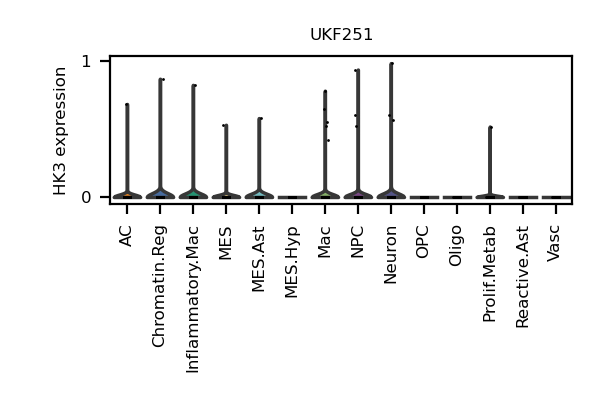 UKF251
HK3 expression
1
0
AC
Chromatin.Reg
Inflammatory.Mac
MES
MES.Ast
MES.Hyp
Mac
NPC
Neuron
OPC
Oligo
Prolif.Metab
Reactive.Ast
Vasc